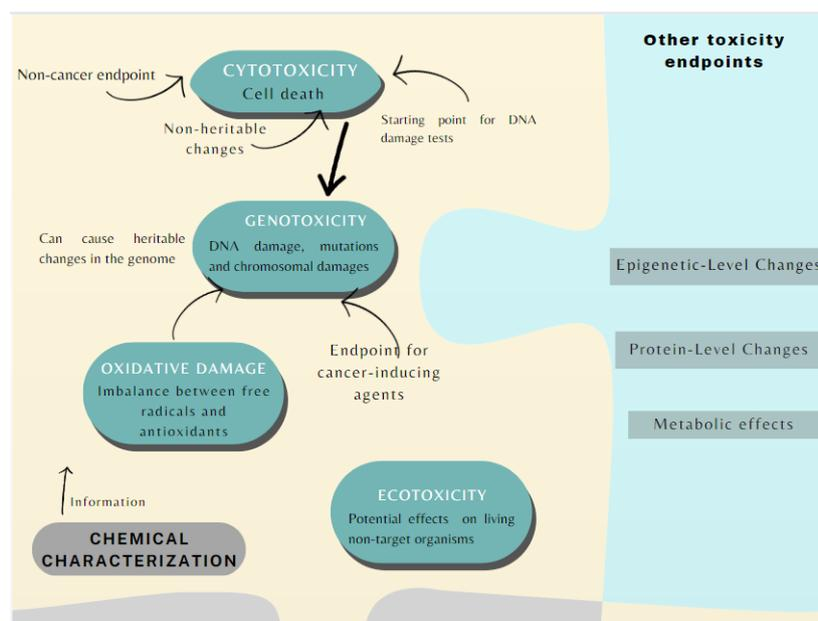 Other toxicity
endpoints
CYTOTOXICITY
Cell death
Non-cancer endpoint
Non-heritable
changes
Starting point for DNA
damage tests
GENOTOXICITY
DNA damage, mutations
and chromosomal damages
Can cause heritable
changes in the genome
Epigenetic-Level Changes
Protein-Level Changes
Metabolic effects
OXIDATIVE DAMAGE
Imbalance between free
radicals and
antioxidants
Endpoint for
cancer-inducing
agents
Information
CHEMICAL
CHARACTERIZATION
ECOTOXICITY
Potential effects on living
non-target organisms